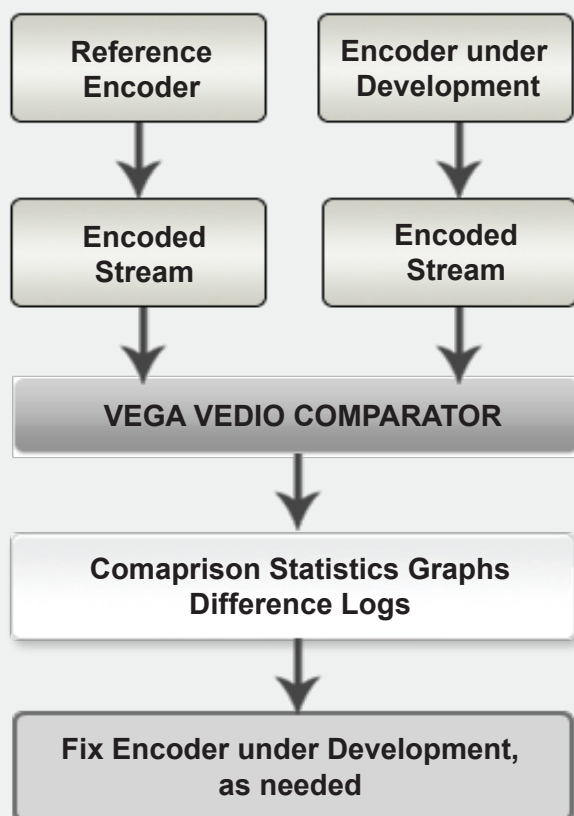 Reference
Encoder
Encoder under
Development
Encoded
Stream
Encoded
Stream
VEGA VEDIO COMPARATOR
Comaprison Statistics Graphs
Difference Logs
Fix Encoder under Development,
as needed